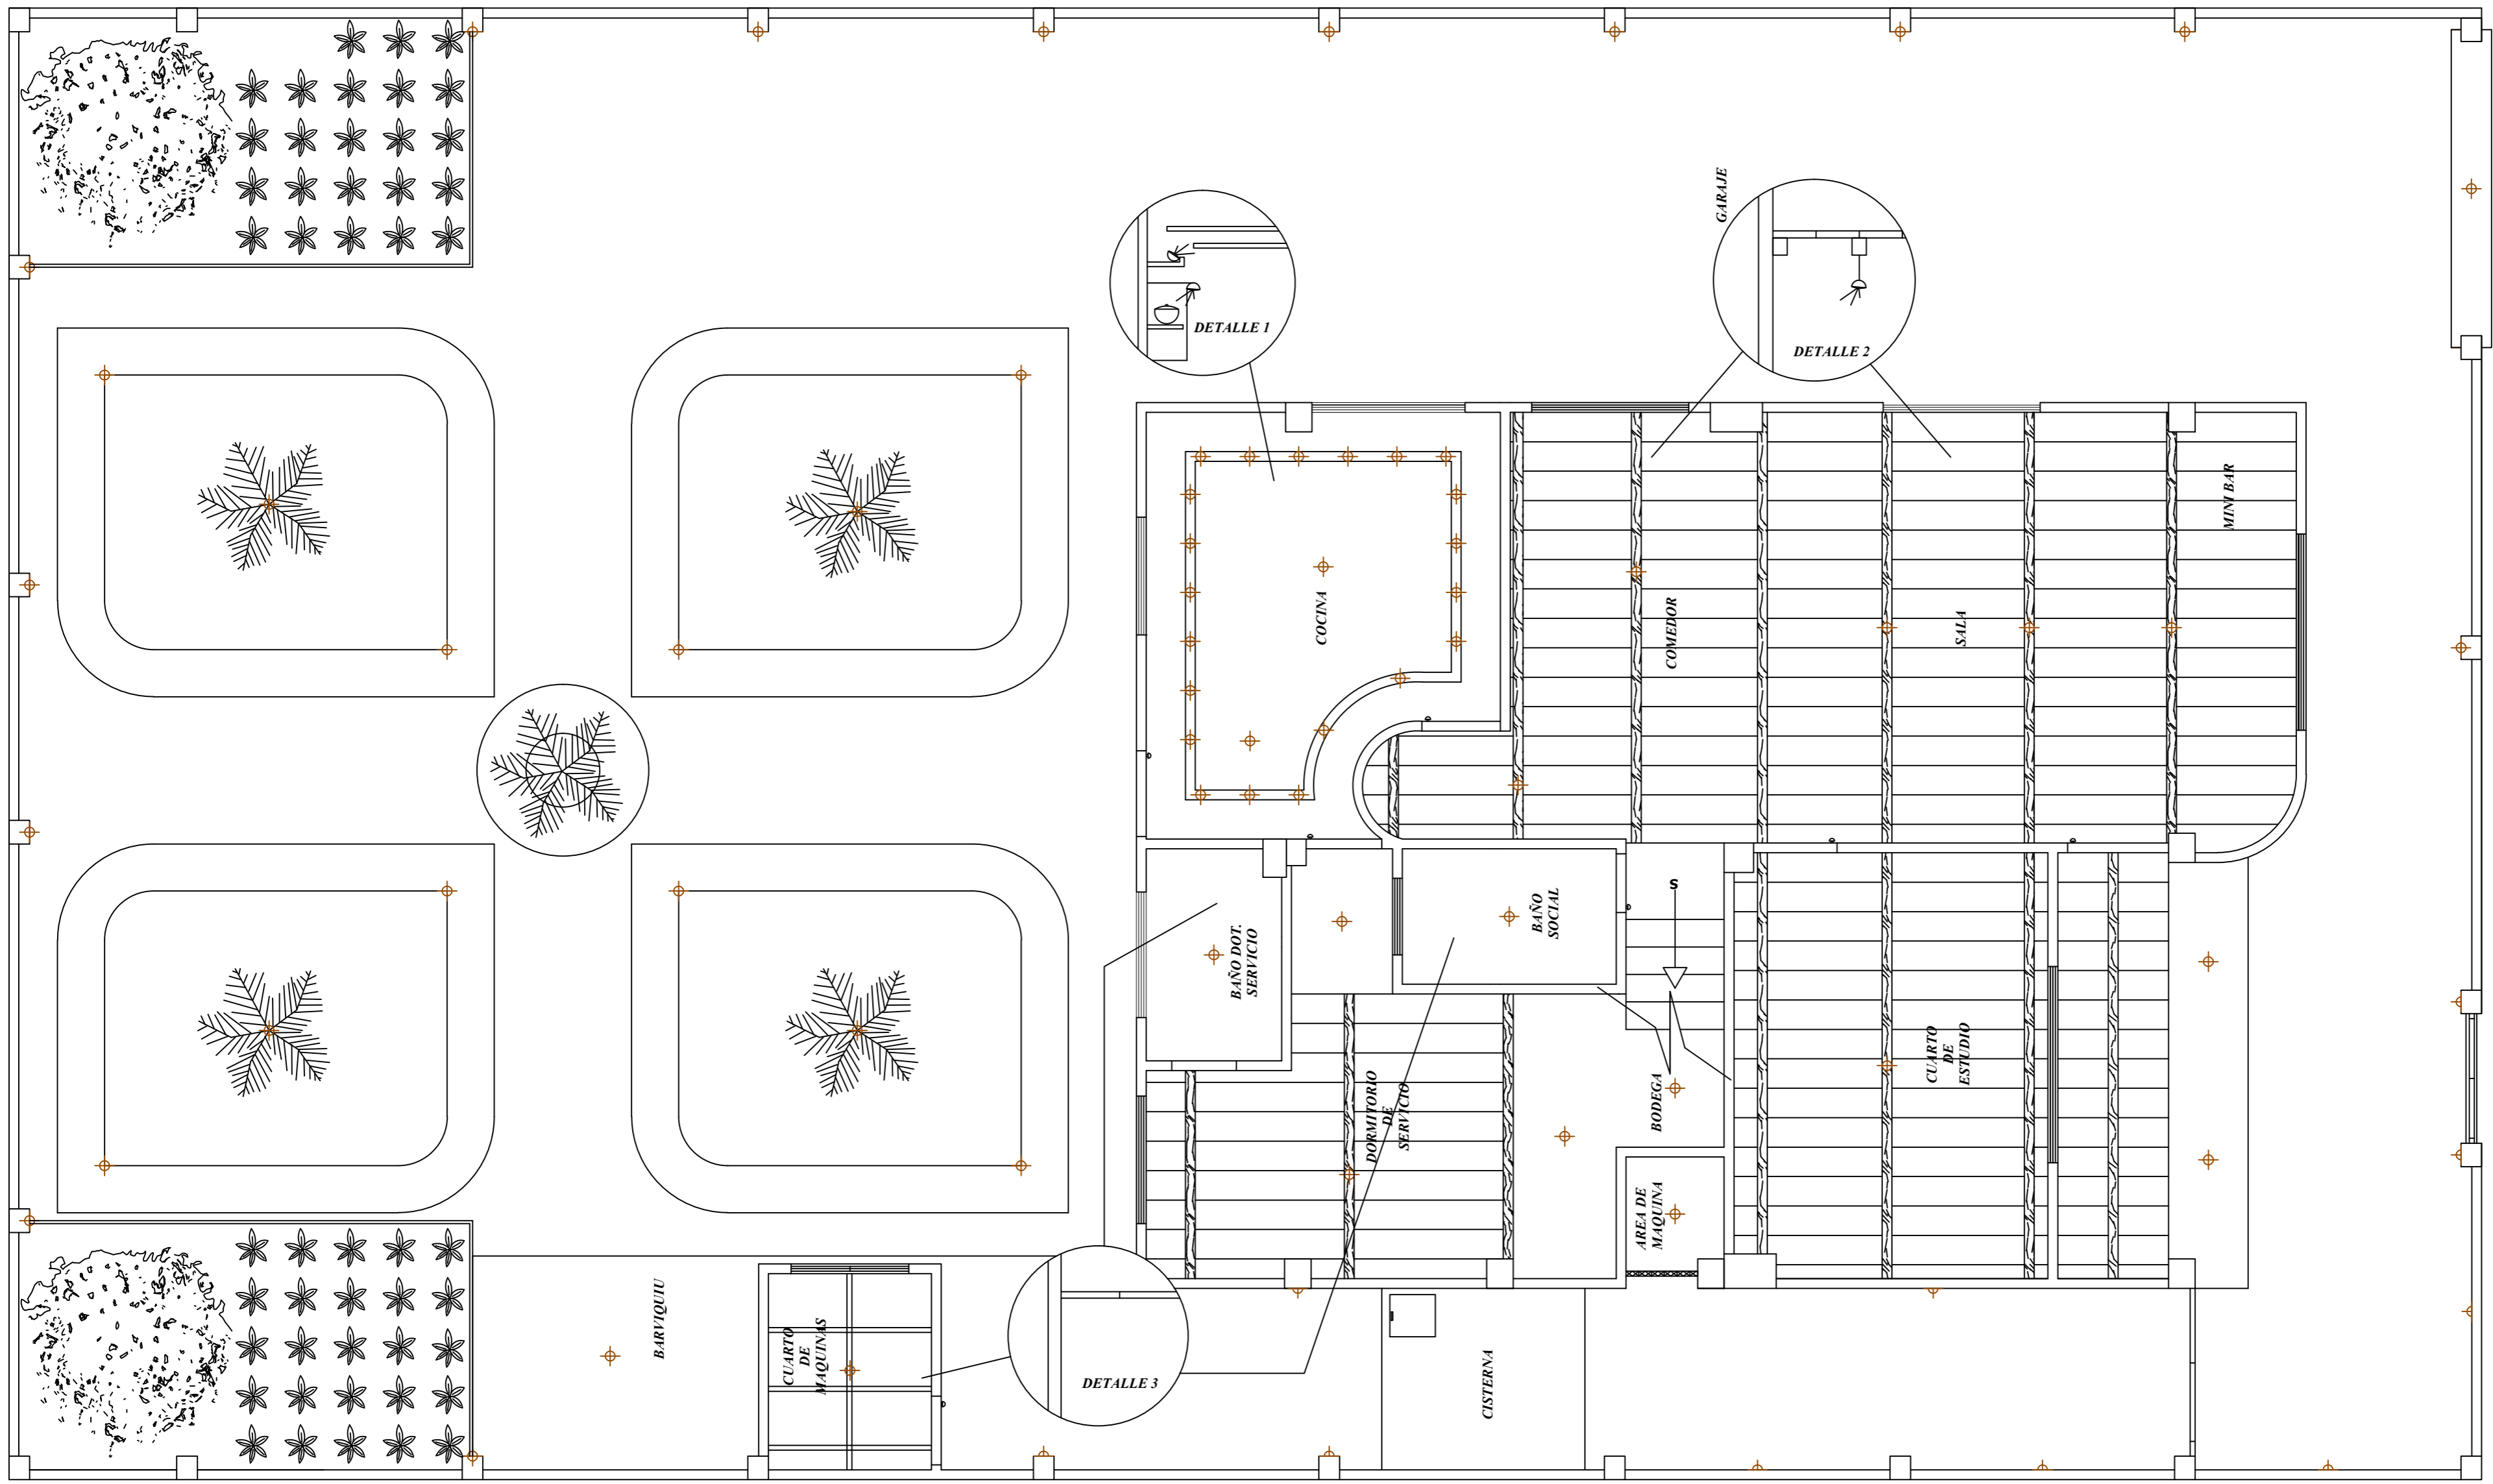 GARAJE
DETALLE 1
DETALLE 2
MINI BAR
COCINA
COMEDOR
SALA
S
BAÑO
SOCIAL
BAÑO DOT.
SERVICIO
CUARTO
DE
ESTUDIO
DORMITORIO
DE
SERVICIO
BODEGA
AREA DE
MAQUINA
BARVIQUIU
CUARTO
DE
MAQUINAS
DETALLE 3
CISTERNA